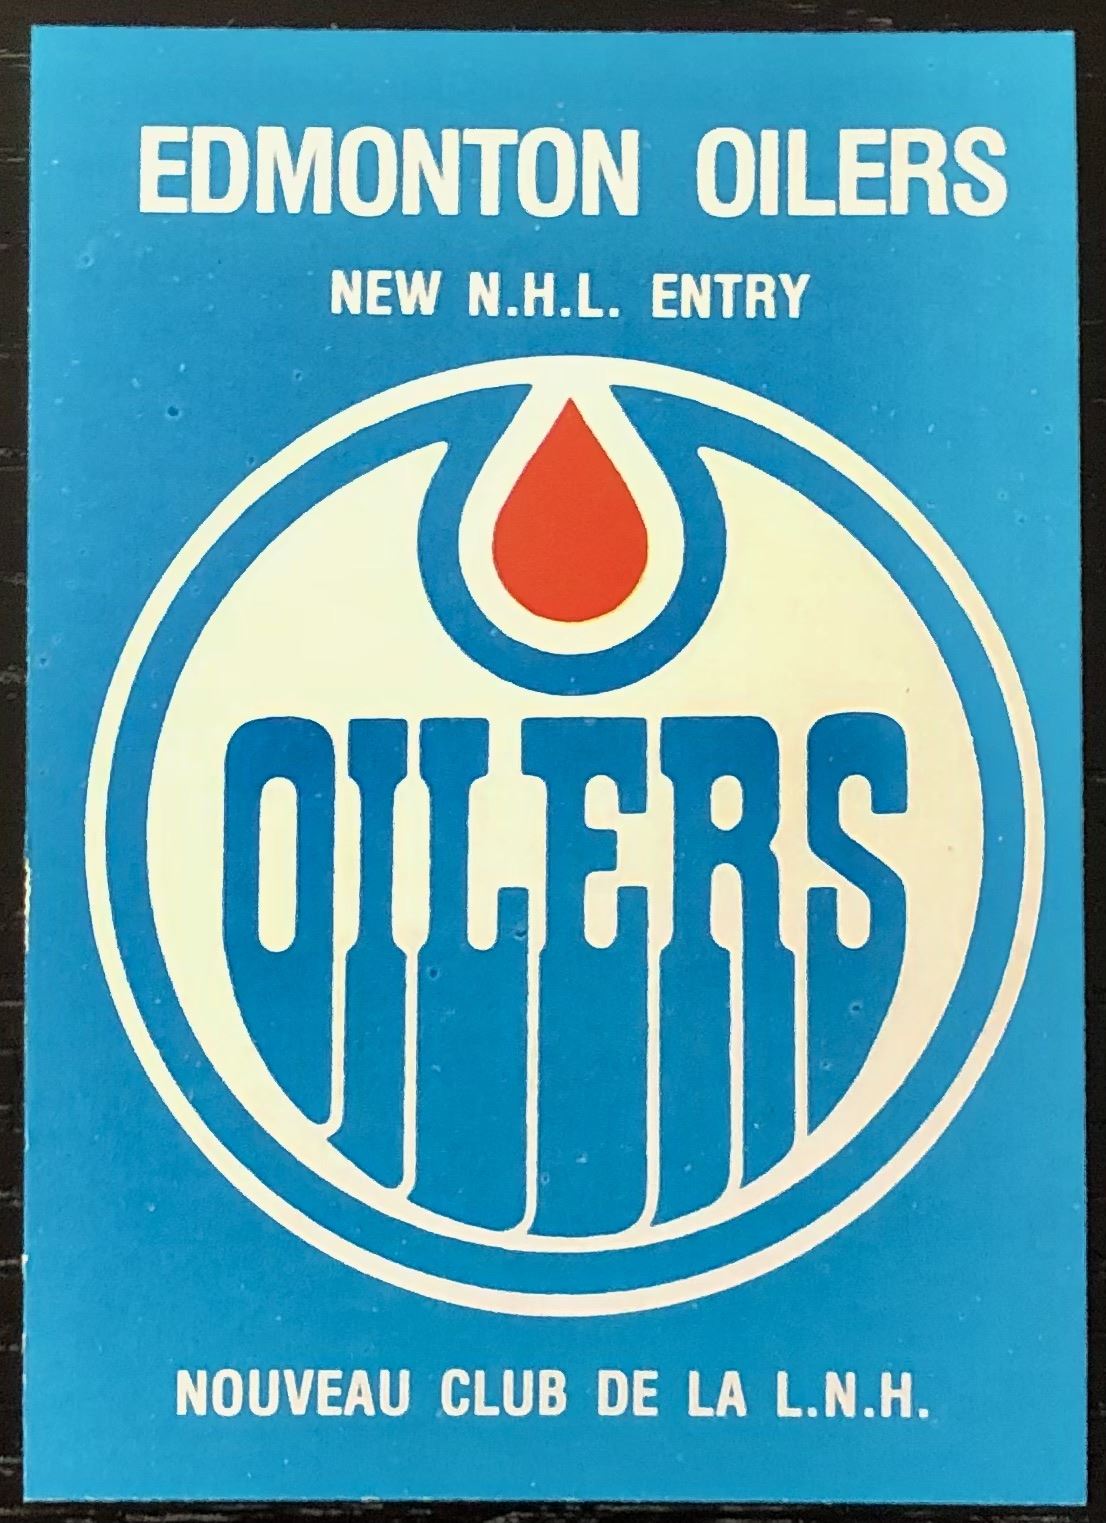 EDMONTON OILERS
NEW N.H.L. ENTRY
OILERS
NOUVEAU CLUB DE LA L.N.H.